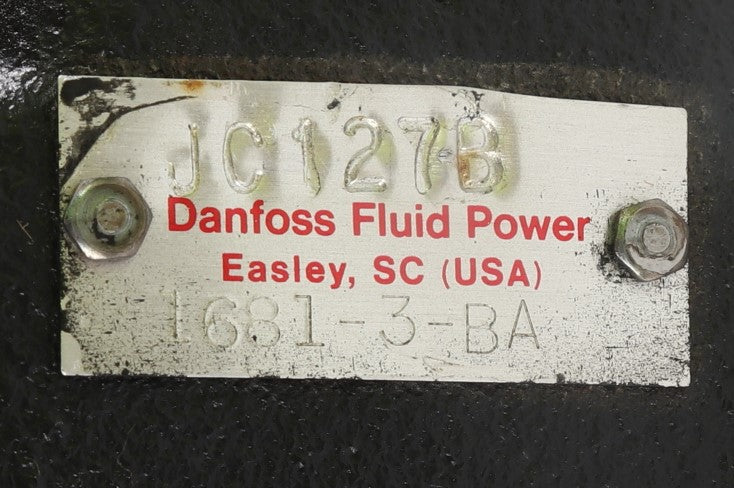 JC127B
Danfoss Fluid Power
Easley, SC (USA)
1681-3-BA